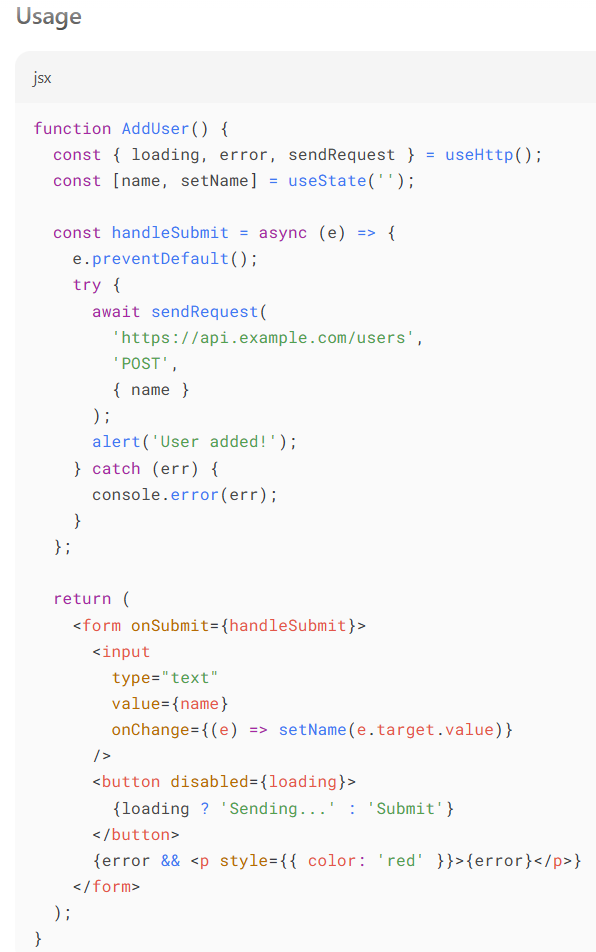 Usage
jsx
function AddUser() {
  const { loading, error, sendRequest } = useHttp();
  const [name, setName] = useState('');

  const handleSubmit = async (e) => {
    e.preventDefault();
    try {
      await sendRequest(
        'https://api.example.com/users',
        'POST',
        { name }
      );
      alert('User added!');
    } catch (err) {
      console.error(err);
    }
  };

  return (
    <form onSubmit={handleSubmit}>
      <input
        type="text"
        value={name}
        onChange={(e) => setName(e.target.value)}
      />
      <button disabled={loading}>
        {loading ? 'Sending...' : 'Submit'}
      </button>
      {error && <p style={{ color: 'red' }}>{error}</p>}
    </form>
  );
}